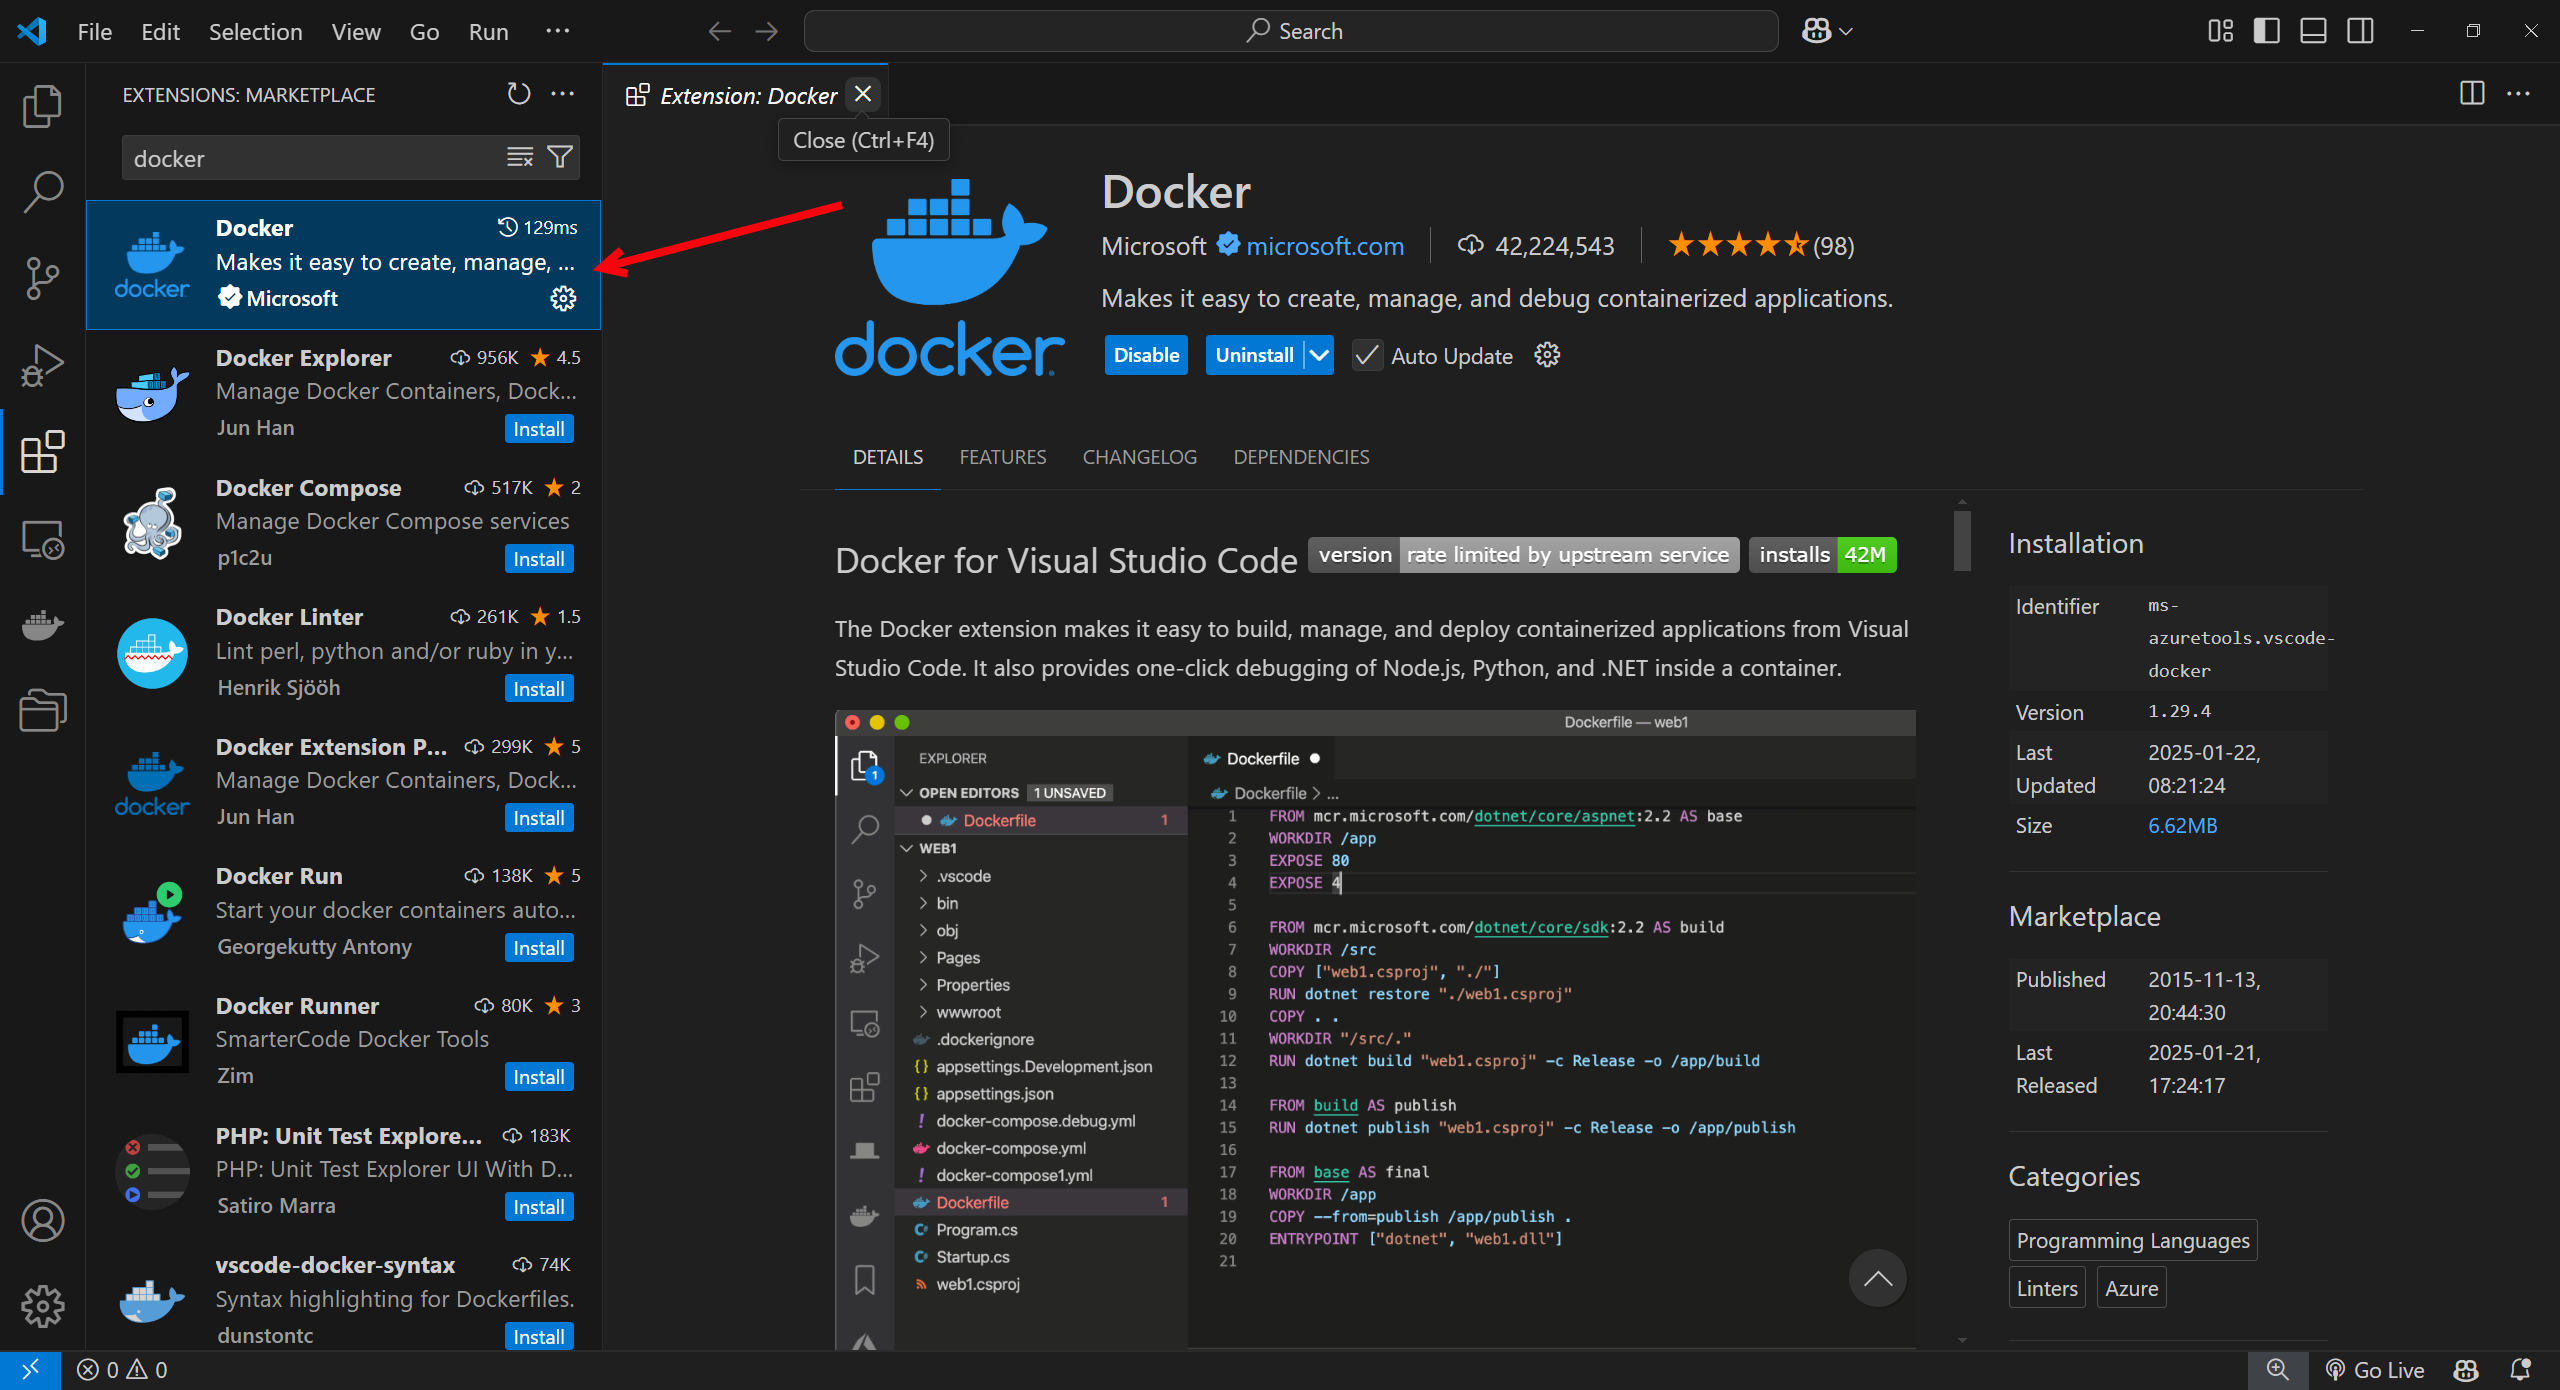 File Edit Selection View Go Run ···
Search
EXTENSIONS: MARKETPLACE
docker
Docker 129ms
Makes it easy to create, manage, ...
Microsoft
docker
Docker Explorer 956K 4.5
Manage Docker Containers, Dock...
Jun Han
Install
Docker Compose 517K 2
Manage Docker Compose services
p1c2u
Install
Docker Linter 261K 1.5
Lint perl, python and/or ruby in y...
Henrik Sjööh
Install
Docker Extension P... 299K 5
Manage Docker Containers, Dock...
docker
Jun Han
Install
Docker Run 138K 5
Start your docker containers auto...
Georgekutty Antony
Install
Docker Runner 80K 3
SmarterCode Docker Tools
Zim
Install
PHP: Unit Test Explore... 183K
PHP: Unit Test Explorer UI With D...
Satiro Marra
Install
vscode-docker-syntax 74K
Syntax highlighting for Dockerfiles.
dunstontc
Install
Extension: Docker
Close (Ctrl+F4)
docker
Docker
Microsoft microsoft.com 42,224,543 (98)
Makes it easy to create, manage, and debug containerized applications.
Disable Uninstall Auto Update
DETAILS FEATURES CHANGELOG DEPENDENCIES
Docker for Visual Studio Code version rate limited by upstream service installs 42M
The Docker extension makes it easy to build, manage, and deploy containerized applications from Visual
Studio Code. It also provides one-click debugging of Node.js, Python, and .NET inside a container.
Dockerfile — web1
1
EXPLORER
OPEN EDITORS 1 UNSAVED
Dockerfile 1
WEB1
.vscode
bin
obj
Pages
Properties
wwwroot
.dockerignore
{} appsettings.Development.json
{} appsettings.json
! docker-compose.debug.yml
docker-compose.yml
! docker-compose1.yml
Dockerfile 1
Program.cs
Startup.cs
web1.csproj
Dockerfile
Dockerfile > ...
1 FROM mcr.microsoft.com/dotnet/core/aspnet:2.2 AS base
2 WORKDIR /app
3 EXPOSE 80
4 EXPOSE 4
5
6 FROM mcr.microsoft.com/dotnet/core/sdk:2.2 AS build
7 WORKDIR /src
8 COPY ["web1.csproj", "./"]
9 RUN dotnet restore "./web1.csproj"
10 COPY . .
11 WORKDIR "/src/."
12 RUN dotnet build "web1.csproj" -c Release -o /app/build
13
14 FROM build AS publish
15 RUN dotnet publish "web1.csproj" -c Release -o /app/publish
16
17 FROM base AS final
18 WORKDIR /app
19 COPY --from=publish /app/publish .
20 ENTRYPOINT ["dotnet", "web1.dll"]
21
Installation
Identifier ms-
azuretools.vscode-
docker
Version 1.29.4
Last 2025-01-22,
Updated 08:21:24
Size 6.62MB
Marketplace
Published 2015-11-13,
20:44:30
Last 2025-01-21,
Released 17:24:17
Categories
Programming Languages
Linters Azure
0 0
Go Live